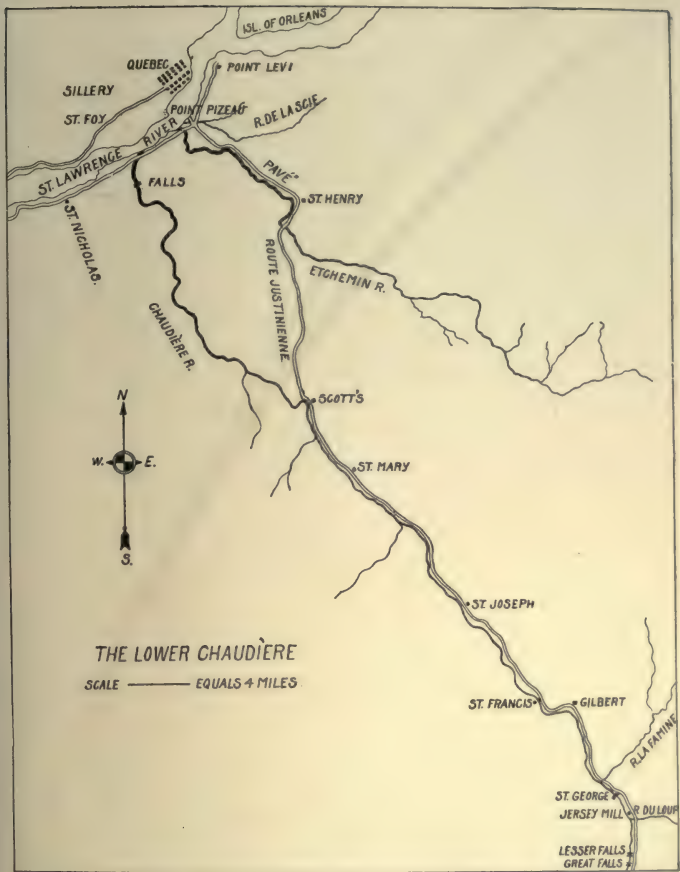 ISL. OF ORLEANS
QUEBEC
POINT LEVI
SILLERY
POINT PIZEAU
R. DE LA SCIE
ST. FOY
ST. LAWRENCE RIVER
FALLS
PAVÉ
ST. HENRY
ST. NICHOLAS.
ROUTE JUSTINIENNE
ETCHEMIN R.
CHAUDIÈRE R.
N
SCOTT'S
W. E.
ST. MARY
S.
ST. JOSEPH
THE LOWER CHAUDÌERE
SCALE EQUALS 4 MILES
ST. FRANCIS
GILBERT
R. LA FAMINE
ST. GEORGE
JERSEY MILL
R DU LOUP
LESSER FALLS
GREAT FALLS